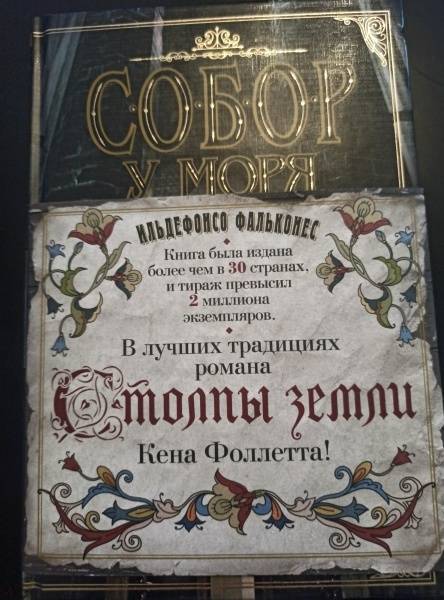 СОБОР
У МОРЯ
ИЛЬДЕФОНСО ФАЛЬКОНЕС
Книга была издана
более чем в 30 странах,
и тираж превысил
2 миллиона
экземпляров.
В лучших традициях
романа
Столпы земли
Кена Фоллетта!